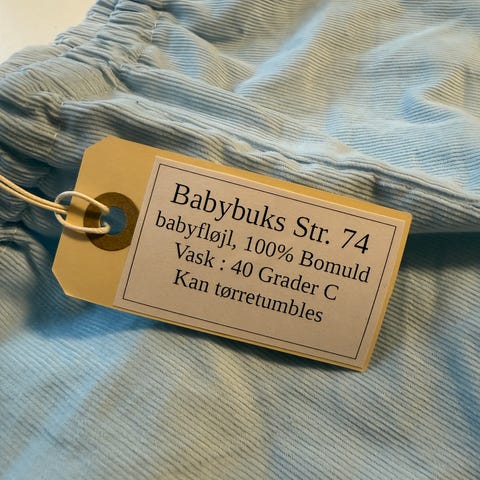 Babybuks Str. 74
babyfløjl, 100% Bomuld
Vask : 40 Grader C
Kan tørretumbles